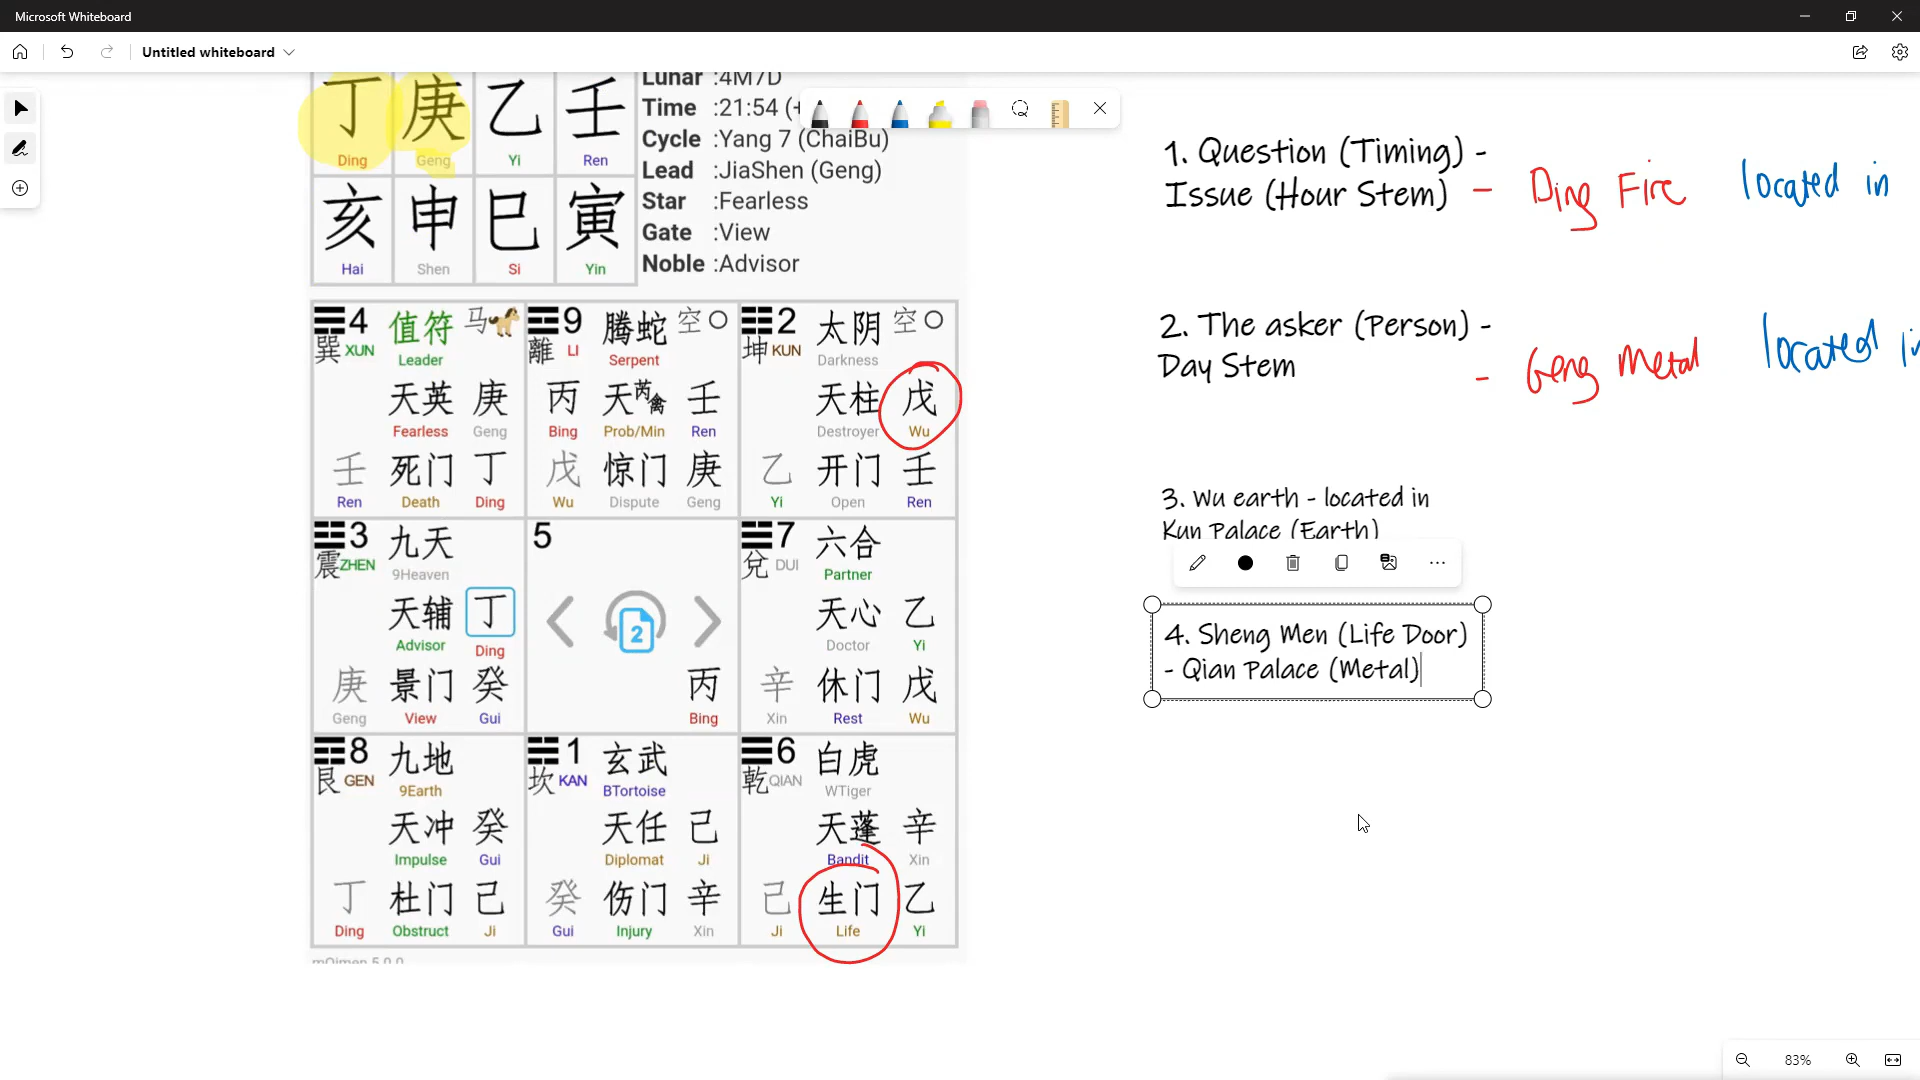 Microsoft Whiteboard
Untitled whiteboard
丁 庚 乙 壬
Ding Geng Yi Ren
亥 申 巳 寅
Hai Shen Si Yin
Lunar :4M7D
Time :21:54 (+
Cycle :Yang 7 (ChaiBu)
Lead :JiaShen (Geng)
Star :Fearless
Gate :View
Noble :Advisor
4 值符 马
巽 XUN Leader
天英 庚
Fearless Geng
壬 死门 丁
Ren Death Ding
9 腾蛇 空
離 LI Serpent
丙 天芮禽 壬
Bing Prob/Min Ren
戊 惊门 庚
Wu Dispute Geng
2 太阴 空
坤 KUN Darkness
天柱 戊
Destroyer Wu
乙 开门 壬
Yi Open Ren
3 九天
震 ZHEN 9Heaven
天辅 丁
Advisor Ding
庚 景门 癸
Geng View Gui
5
2
丙
Bing
7 六合
兌 DUI Partner
天心 乙
Doctor Yi
辛 休门 戊
Xin Rest Wu
8 九地
艮 GEN 9Earth
天冲 癸
Impulse Gui
丁 杜门 己
Ding Obstruct Ji
1 玄武
坎 KAN BTortoise
天任 己
Diplomat Ji
癸 伤门 辛
Gui Injury Xin
6 白虎
乾 QIAN WTiger
天蓬 辛
Bandit Xin
己 生门 乙
Ji Life Yi
mQimen 5.0.0
1. Question (Timing) -
Issue (Hour Stem) - Ding Fire located in
2. The asker (Person) -
Day Stem - Geng Metal located in
3. Wu earth - located in
Kun Palace (Earth)
4. Sheng Men (Life Door)
- Qian Palace (Metal)
83%